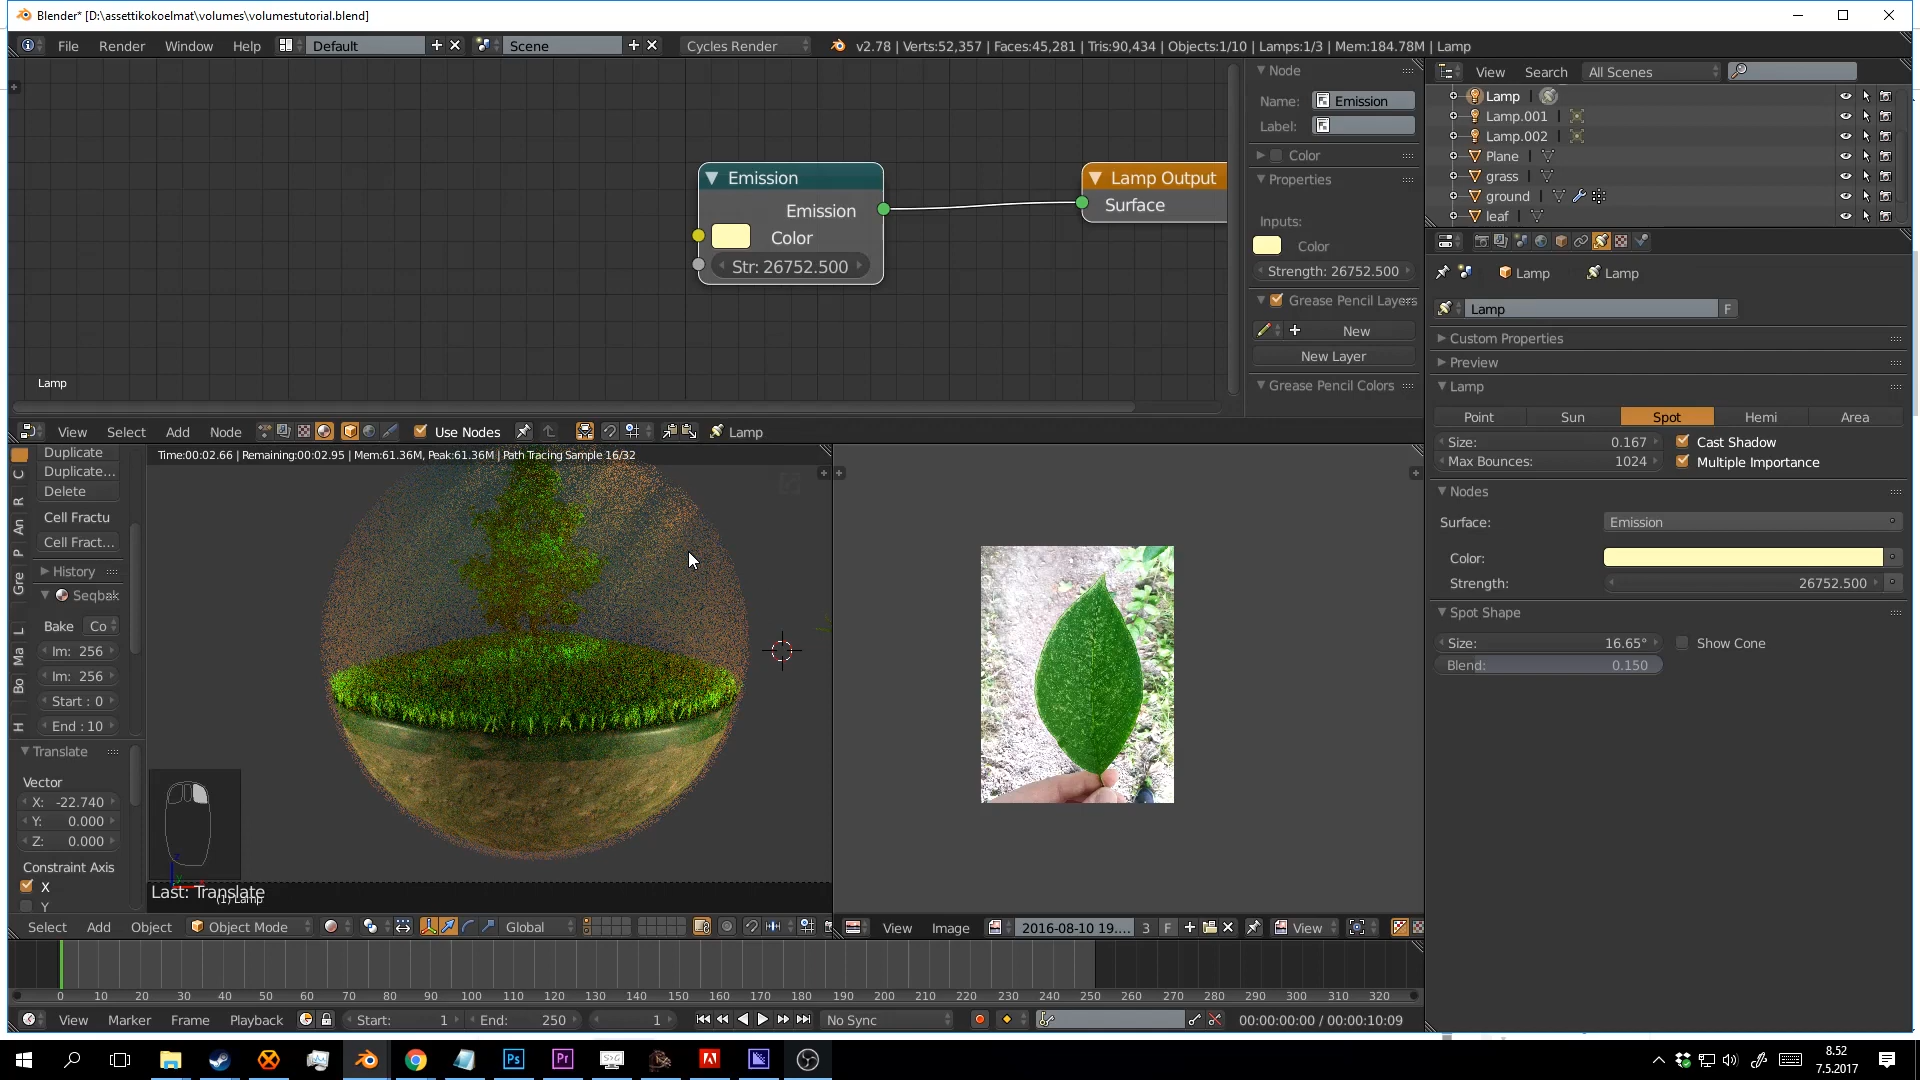 Blender* [D:\assettikokoelmat\volumes\volumestutorial.blend]
File Render Window Help Default Scene Cycles Render v2.78 | Verts:52,357 | Faces:45,281 | Tris:90,434 | Objects:1/10 | Lamps:1/3 | Mem:184.78M | Lamp
Emission
Emission
Color
Str: 26752.500
Lamp Output
Surface
Lamp
Node
Name: Emission
Label:
Color
Properties
Inputs:
Color
Strength: 26752.500
Grease Pencil Layers
New
New Layer
Grease Pencil Colors
View Search All Scenes
Lamp
Lamp.001
Lamp.002
Plane
grass
ground
leaf
Lamp Lamp
Lamp F
Custom Properties
Preview
Lamp
Point Sun Spot Hemi Area
Size: 0.167 Cast Shadow
Max Bounces: 1024 Multiple Importance
Nodes
Surface: Emission
Color:
Strength: 26752.500
Spot Shape
Size: 16.65° Show Cone
Blend: 0.150
View Select Add Node Use Nodes Lamp
Duplicate
Duplicate...
Delete
Cell Fractu
Cell Fract...
History
Seqbak
Bake Co
Im: 256
Im: 256
Start : 0
End : 10
C
R
An
P
Gre
L
Ma
Bo
H
Translate
Vector
X: -22.740
Y: 0.000
Z: 0.000
Constraint Axis
X
Y
Time:00:02.66 | Remaining:00:02.95 | Mem:61.36M, Peak:61.36M | Path Tracing Sample 16/32
Last: Translate
(1) Lamp
Select Add Object Object Mode Global
View Image 2016-08-10 19.... 3 F View
0 10 20 30 40 50 60 70 80 90 100 110 120 130 140 150 160 170 180 190 200 210 220 230 240 250 260 270 280 290 300 310 320
View Marker Frame Playback Start: 1 End: 250 1 No Sync 00:00:00:00 / 00:00:10:09
Ps Pr
8.52
7.5.2017